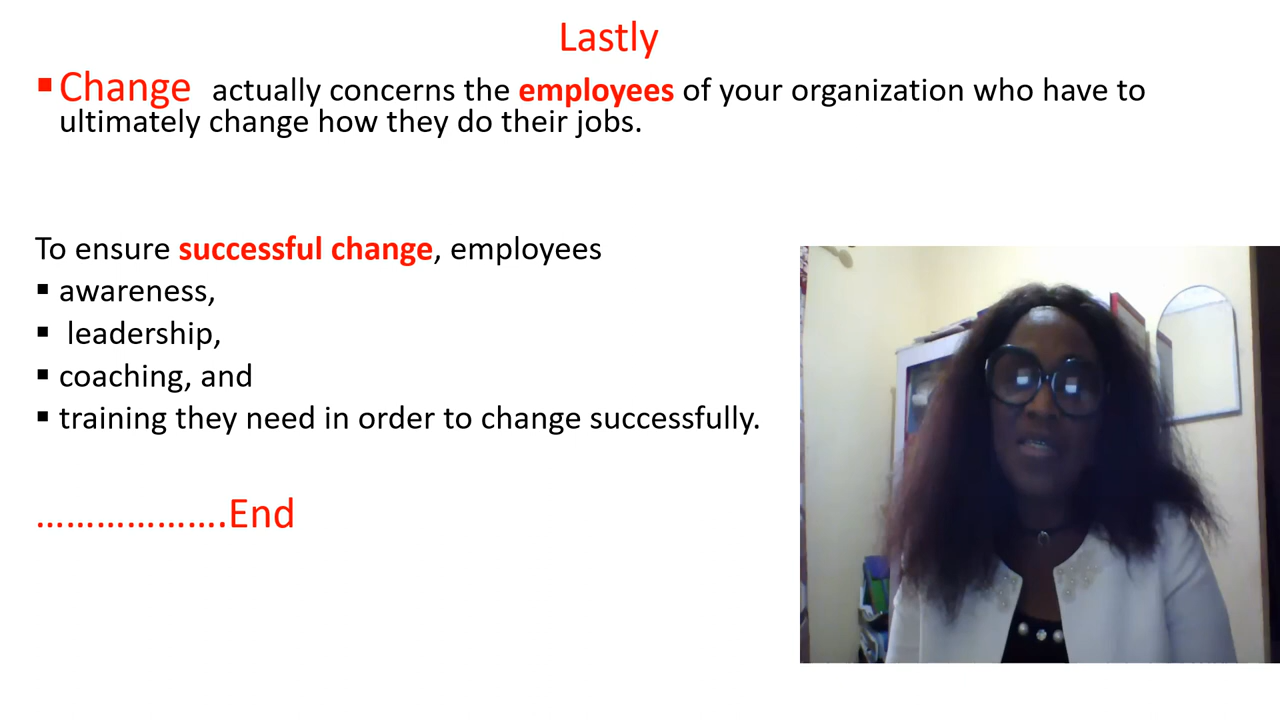 Lastly
▪ Change actually concerns the employees of your organization who have to
ultimately change how they do their jobs.
To ensure successful change, employees
▪ awareness,
▪ leadership,
▪ coaching, and
▪ training they need in order to change successfully.
……………….End